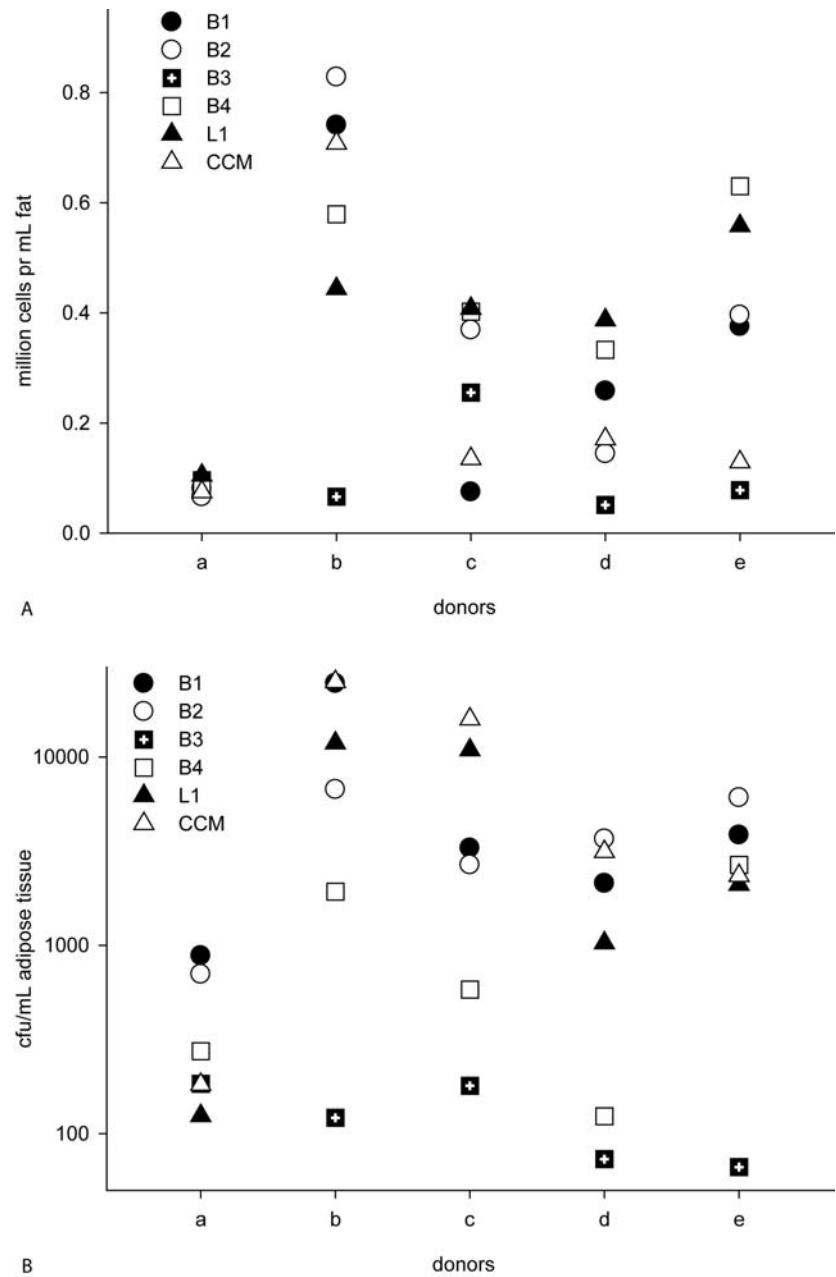 B1
B2
B3
B4
L1
CCM
million cells pr mL fat
0.8
0.6
0.4
0.2
0.0
a b c d e
A
donors
B1
B2
B3
B4
L1
CCM
cfu/mL adipose tissue
10000
1000
100
a b c d e
B
donors